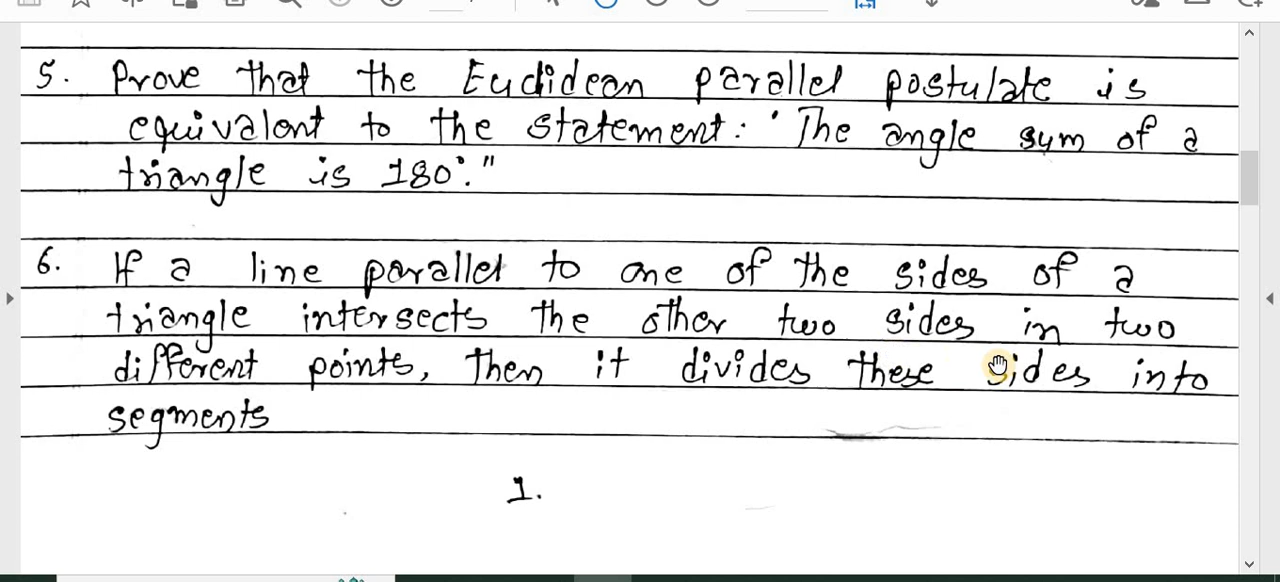 5. Prove that the Euclidean parallel postulate is
equivalent to the statement: 'The angle sum of a
triangle is 180°."
6. If a line parallel to one of the sides of a
triangle intersects the other two sides in two
different points, then it divides these sides into
segments
1.